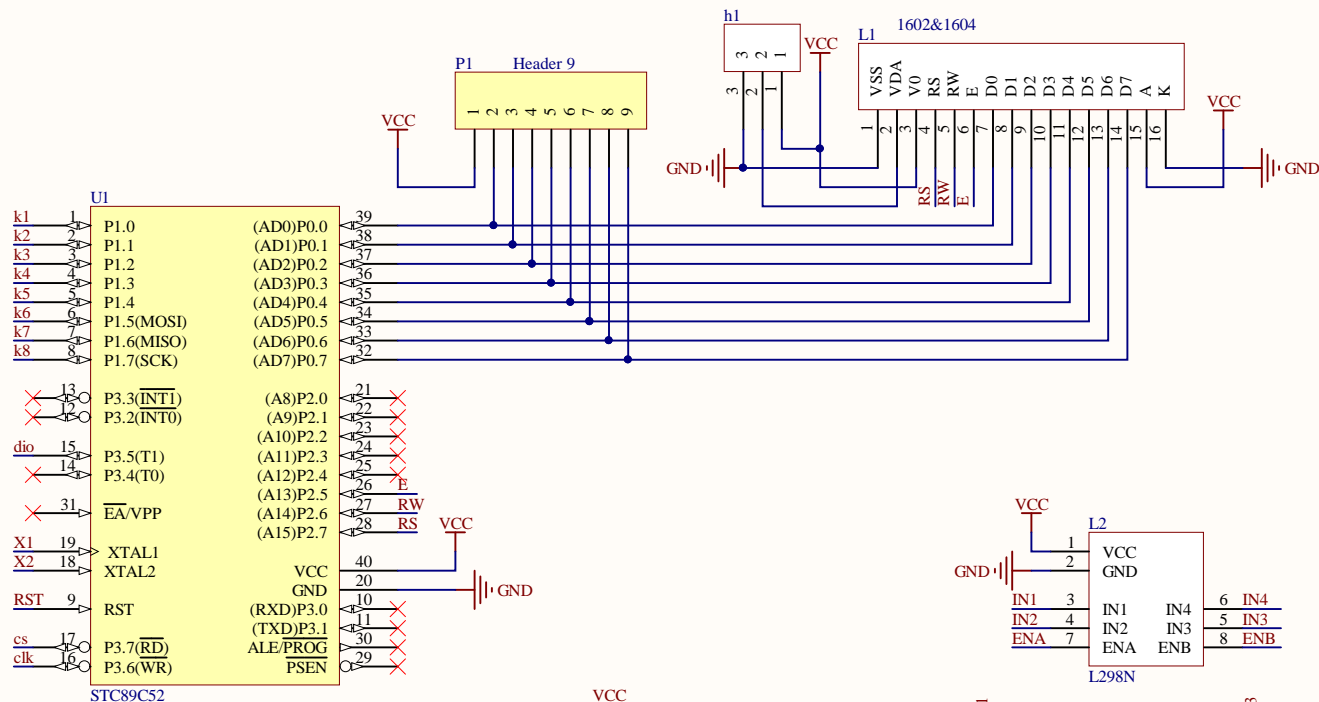 h1
1602&1604
L1
VCC
3 2 1
3 2 1
VSS VDA V0 RS RW E D0 D1 D2 D3 D4 D5 D6 D7 A K
1 2 3 4 5 6 7 8 9 10 11 12 13 14 15 16
VCC
GND
GND
RS RW E
P1 Header 9
1 2 3 4 5 6 7 8 9
VCC
U1
k1 1 P1.0 (AD0)P0.0 39
k2 2 P1.1 (AD1)P0.1 38
k3 3 P1.2 (AD2)P0.2 37
k4 4 P1.3 (AD3)P0.3 36
k5 5 P1.4 (AD4)P0.4 35
k6 6 P1.5(MOSI) (AD5)P0.5 34
k7 7 P1.6(MISO) (AD6)P0.6 33
k8 8 P1.7(SCK) (AD7)P0.7 32
13 P3.3(INT1) (A8)P2.0 21
12 P3.2(INT0) (A9)P2.1 22
(A10)P2.2 23
dio 15 P3.5(T1) (A11)P2.3 24
14 P3.4(T0) (A12)P2.4 25
(A13)P2.5 26 E
31 EA/VPP (A14)P2.6 27 RW
(A15)P2.7 28 RS
VCC
X1 19 XTAL1
X2 18 XTAL2 VCC 40
GND 20 GND
RST 9 RST (RXD)P3.0 10
(TXD)P3.1 11
cs 17 P3.7(RD) ALE/PROG 30
clk 16 P3.6(WR) PSEN 29
STC89C52
VCC
L2
VCC
1 VCC
GND 2 GND
IN1 3 IN1 IN4 6 IN4
IN2 4 IN2 IN3 5 IN3
ENA 7 ENA ENB 8 ENB
L298N